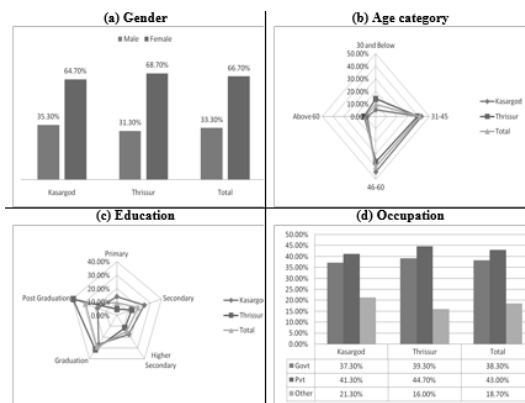 (a) Gender
Male Female
64.70%
68.70%
66.70%
35.30%
31.30%
33.30%
Kasargod Thrissur Total
(b) Age category
30 and Below
50.00%
40.00%
30.00%
20.00%
10.00%
0.00%
Above 60
31-45
46-60
Kasargod
Thrissur
Total
(c) Education
Primary
40.00%
30.00%
20.00%
10.00%
0.00%
Post Graduation
Secondary
Graduation
Higher
Secondary
Kasargod
Thrissur
Total
(d) Occupation
50.00%
45.00%
40.00%
35.00%
30.00%
25.00%
20.00%
15.00%
10.00%
5.00%
0.00%
Kasargod Thrissur Total
Govt 37.30% 39.30% 38.30%
Pvt 41.30% 44.70% 43.00%
Other 21.30% 16.00% 18.70%